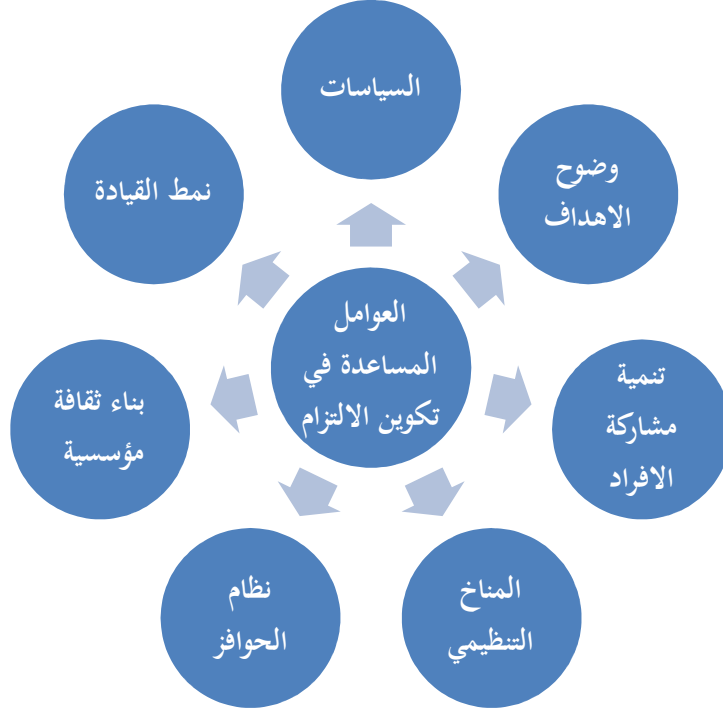 السياسات
وضوح
الاهداف
تنمية
مشاركة
الافراد
المناخ
التنظيمي
نظام
الحوافز
بناء ثقافة
مؤسسية
نمط القيادة
العوامل
المساعدة في
تكوين الالتزام